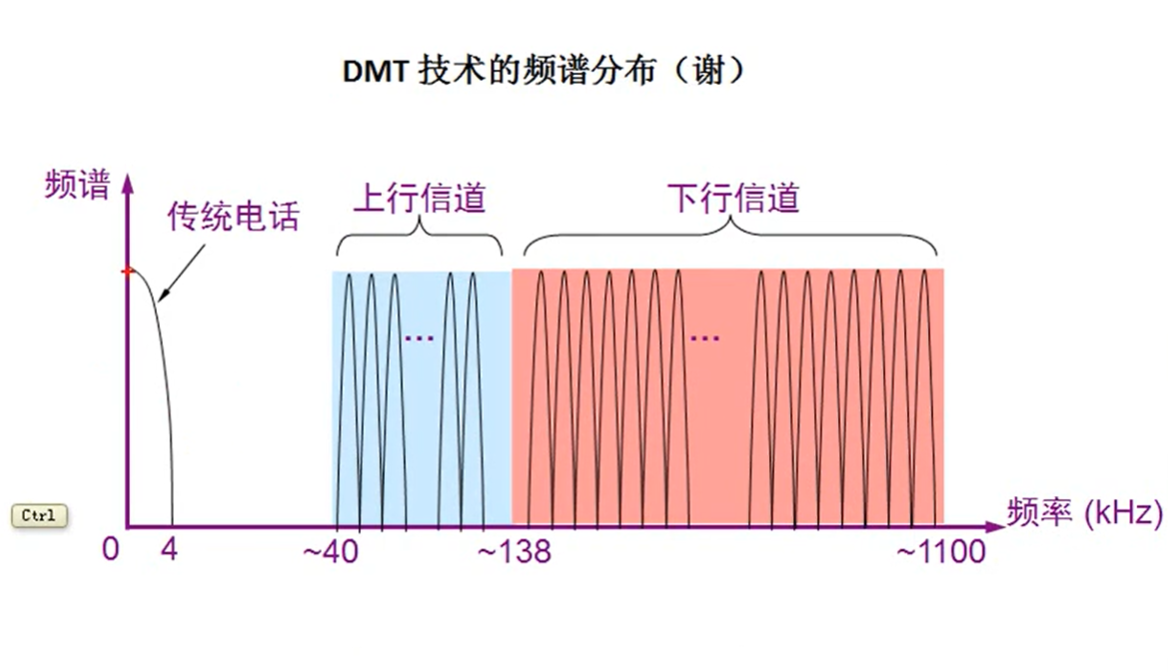 DMT 技术的频谱分布（谢）
频谱
传统电话
上行信道
下行信道
...
...
Ctrl
频率 (kHz)
0
4
~40
~138
~1100